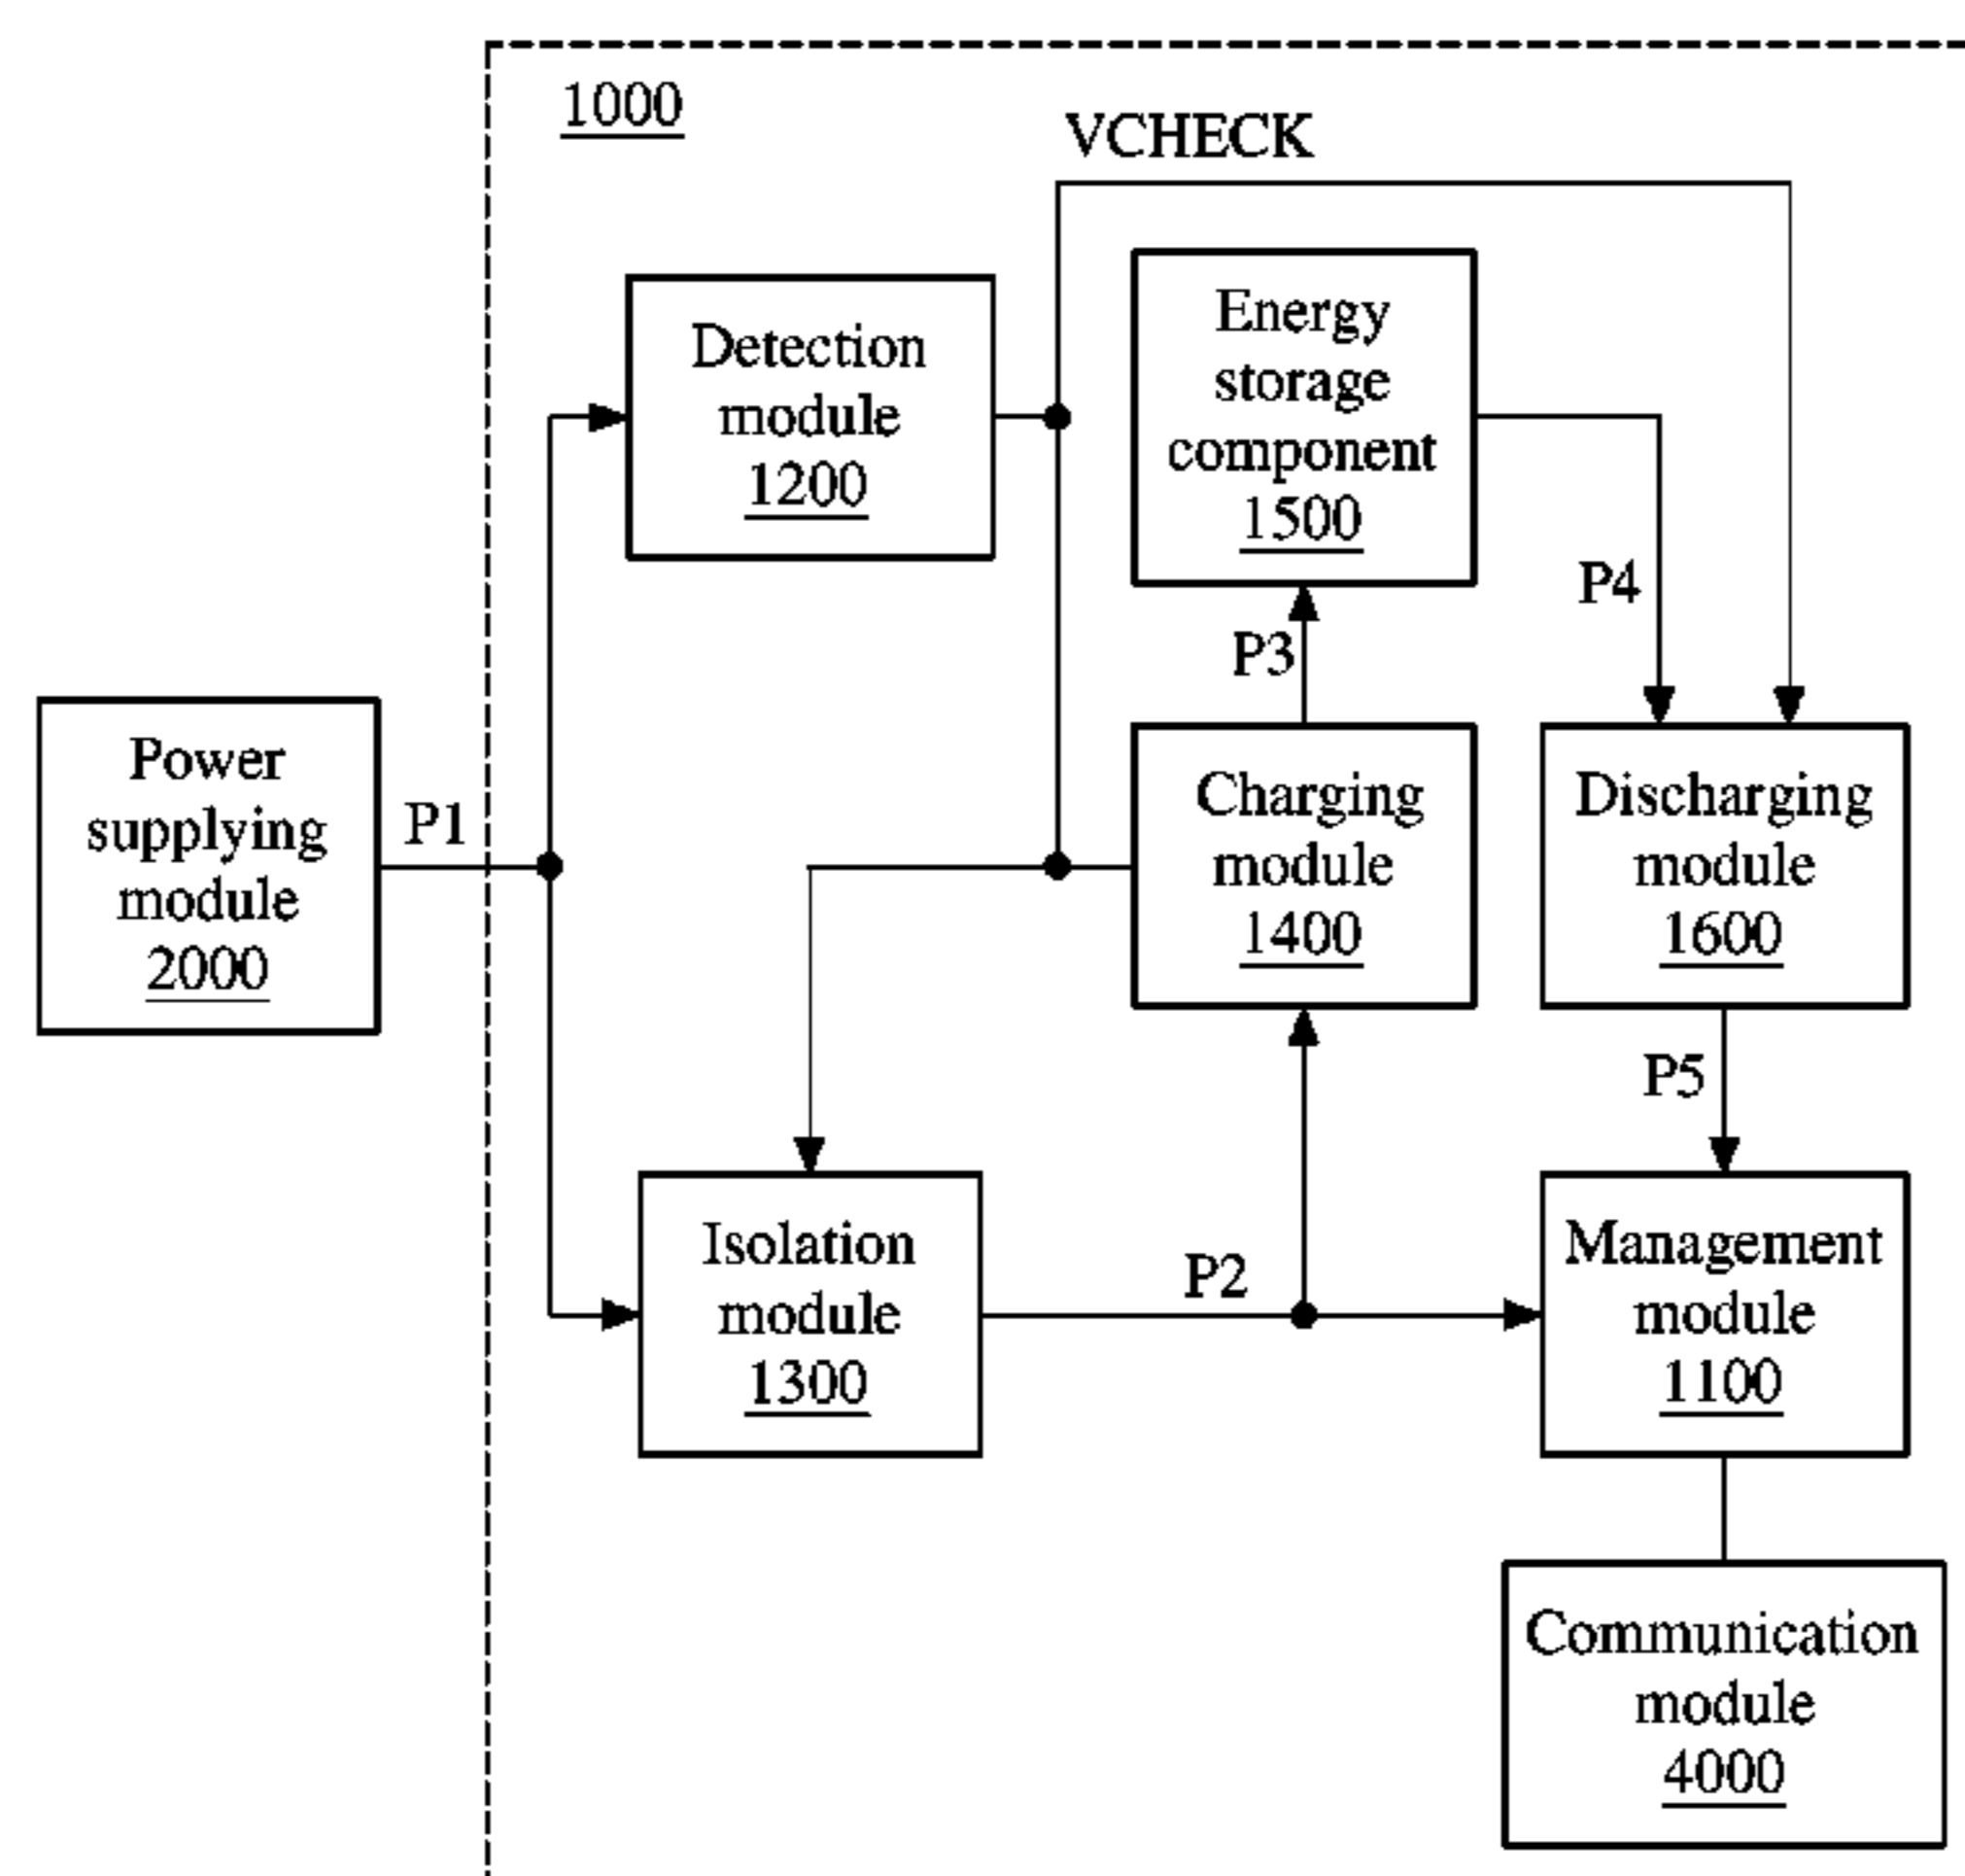 1000
VCHECK
Detection
module
1200
Energy
storage
component
1500
P4
P3
Power
supplying
module
2000
P1
Charging
module
1400
Discharging
module
1600
P5
Isolation
module
1300
P2
Management
module
1100
Communication
module
4000